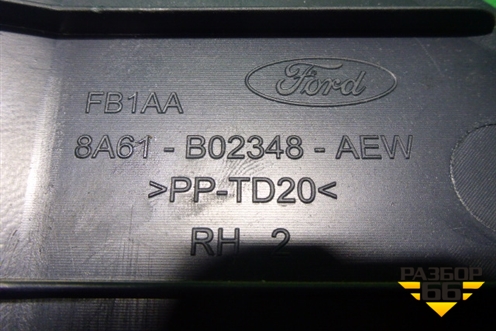 Ford
FB1AA
8A61 - B02348 - AEW
>PP-TD20<
RH 2
РАЗБОР
66